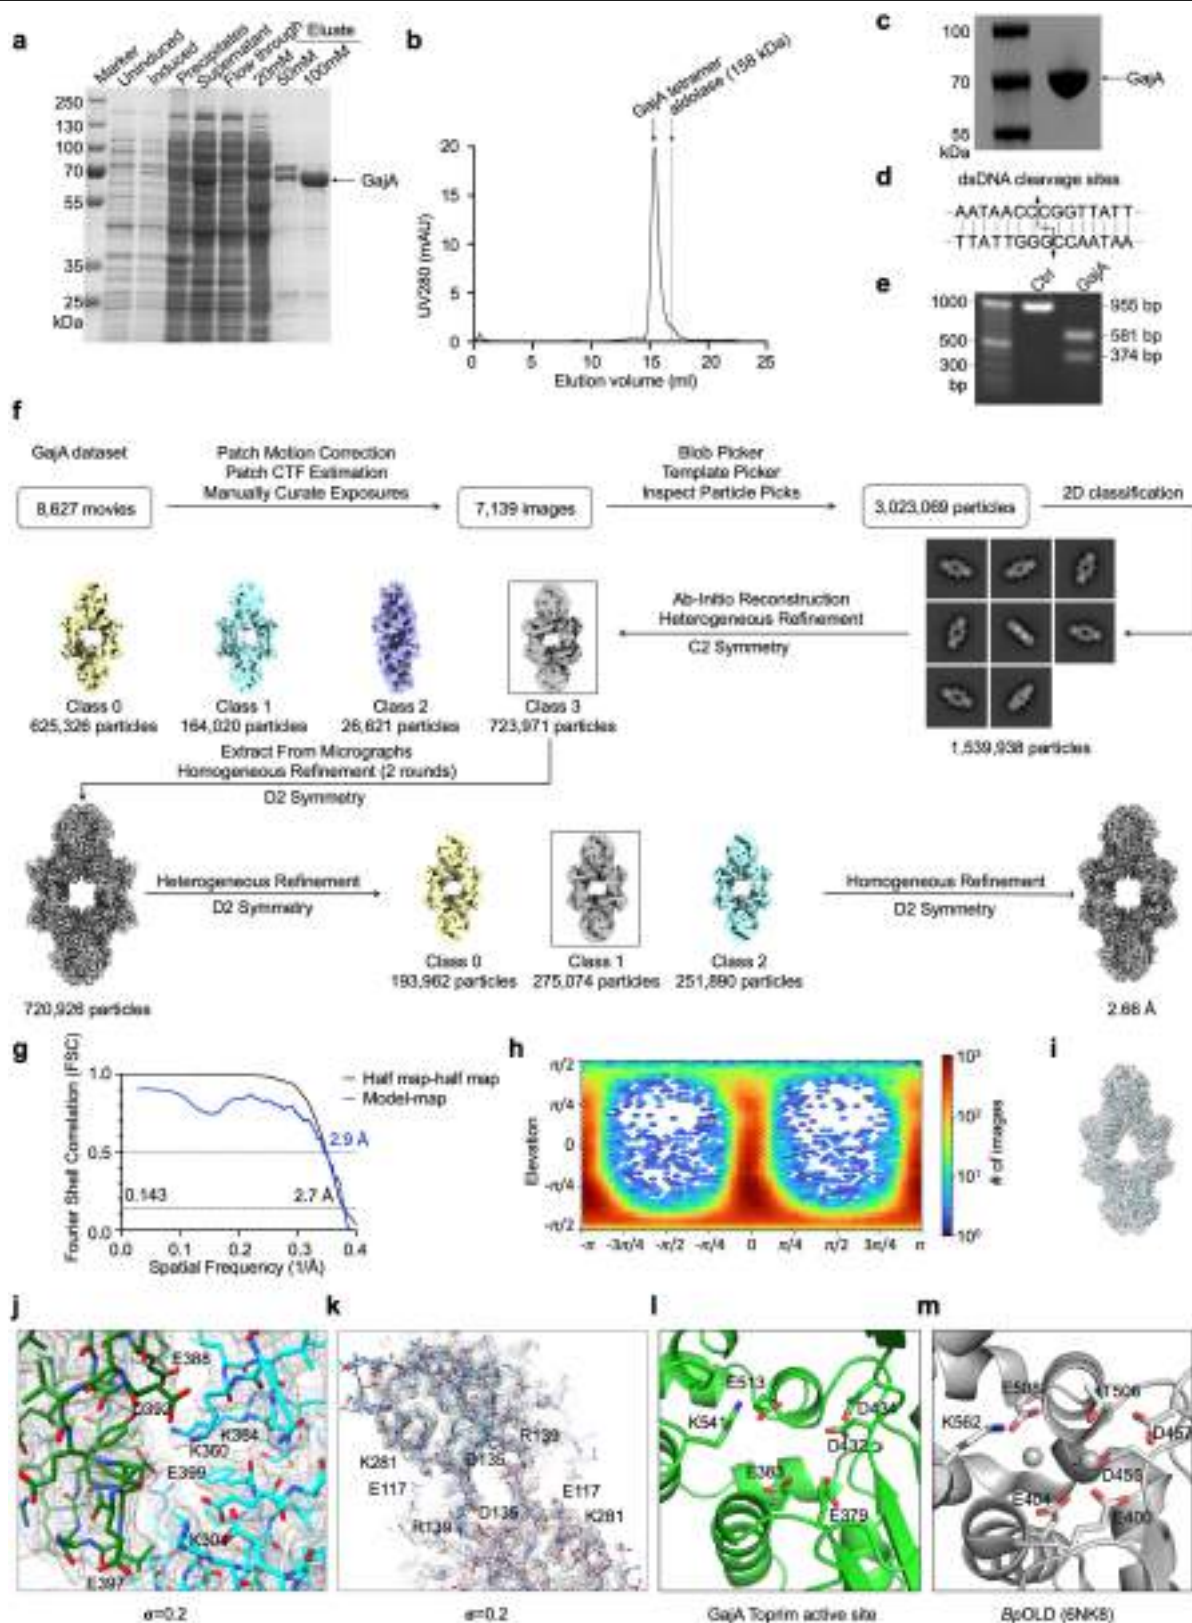 a
Marker
Uninduced
Induced
Precipitates
Supernatant
Flow through
Eluate
20mM
50mM
100mM
250
130
100
70
55
35
25
kDa
GajA
b
GajA tetramer
aldolase (158 kDa)
UV280 (mAU)
20
15
10
5
0
0 5 10 15 20 25
Elution volume (ml)
c
100
70
55
kDa
GajA
d
dsDNA cleavage sites
AATAACCCGGTTATT
TTATTGGGCCAATAA
e
Ctrl
GajA
1000
500
300
bp
955 bp
581 bp
374 bp
f
GajA dataset
8,627 movies
Patch Motion Correction
Patch CTF Estimation
Manually Curate Exposures
7,139 images
Blob Picker
Template Picker
Inspect Particle Picks
3,023,069 particles
2D classification
Ab-Initio Reconstruction
Heterogeneous Refinement
C2 Symmetry
1,539,938 particles
Class 0
625,326 particles
Class 1
164,020 particles
Class 2
26,621 particles
Class 3
723,971 particles
Extract From Micrographs
Homogeneous Refinement (2 rounds)
D2 Symmetry
720,926 particles
Heterogeneous Refinement
D2 Symmetry
Class 0
193,962 particles
Class 1
275,074 particles
Class 2
251,890 particles
Homogeneous Refinement
D2 Symmetry
2.66 Å
g
Fourier Shell Correlation (FSC)
1.0
0.5
0.0
Half map-half map
Model-map
2.9 Å
0.143
2.7 Å
0.0 0.1 0.2 0.3 0.4
Spatial Frequency (1/Å)
h
Elevation
π/2
π/4
0
-π/4
-π/2
-π -3π/4 -π/2 -π/4 0 π/4 π/2 3π/4 π
10³
10²
10¹
10⁰
# of images
i
j
E388
D392
K364
K360
E399
K304
E397
σ=0.2
k
K281
E117
R139
D135
R139
D135
E117
K281
σ=0.2
l
E513
K541
D434
D432
E383
E379
GajA Toprim active site
m
K562
D456
E404
E400
BpOLD (6NK8)